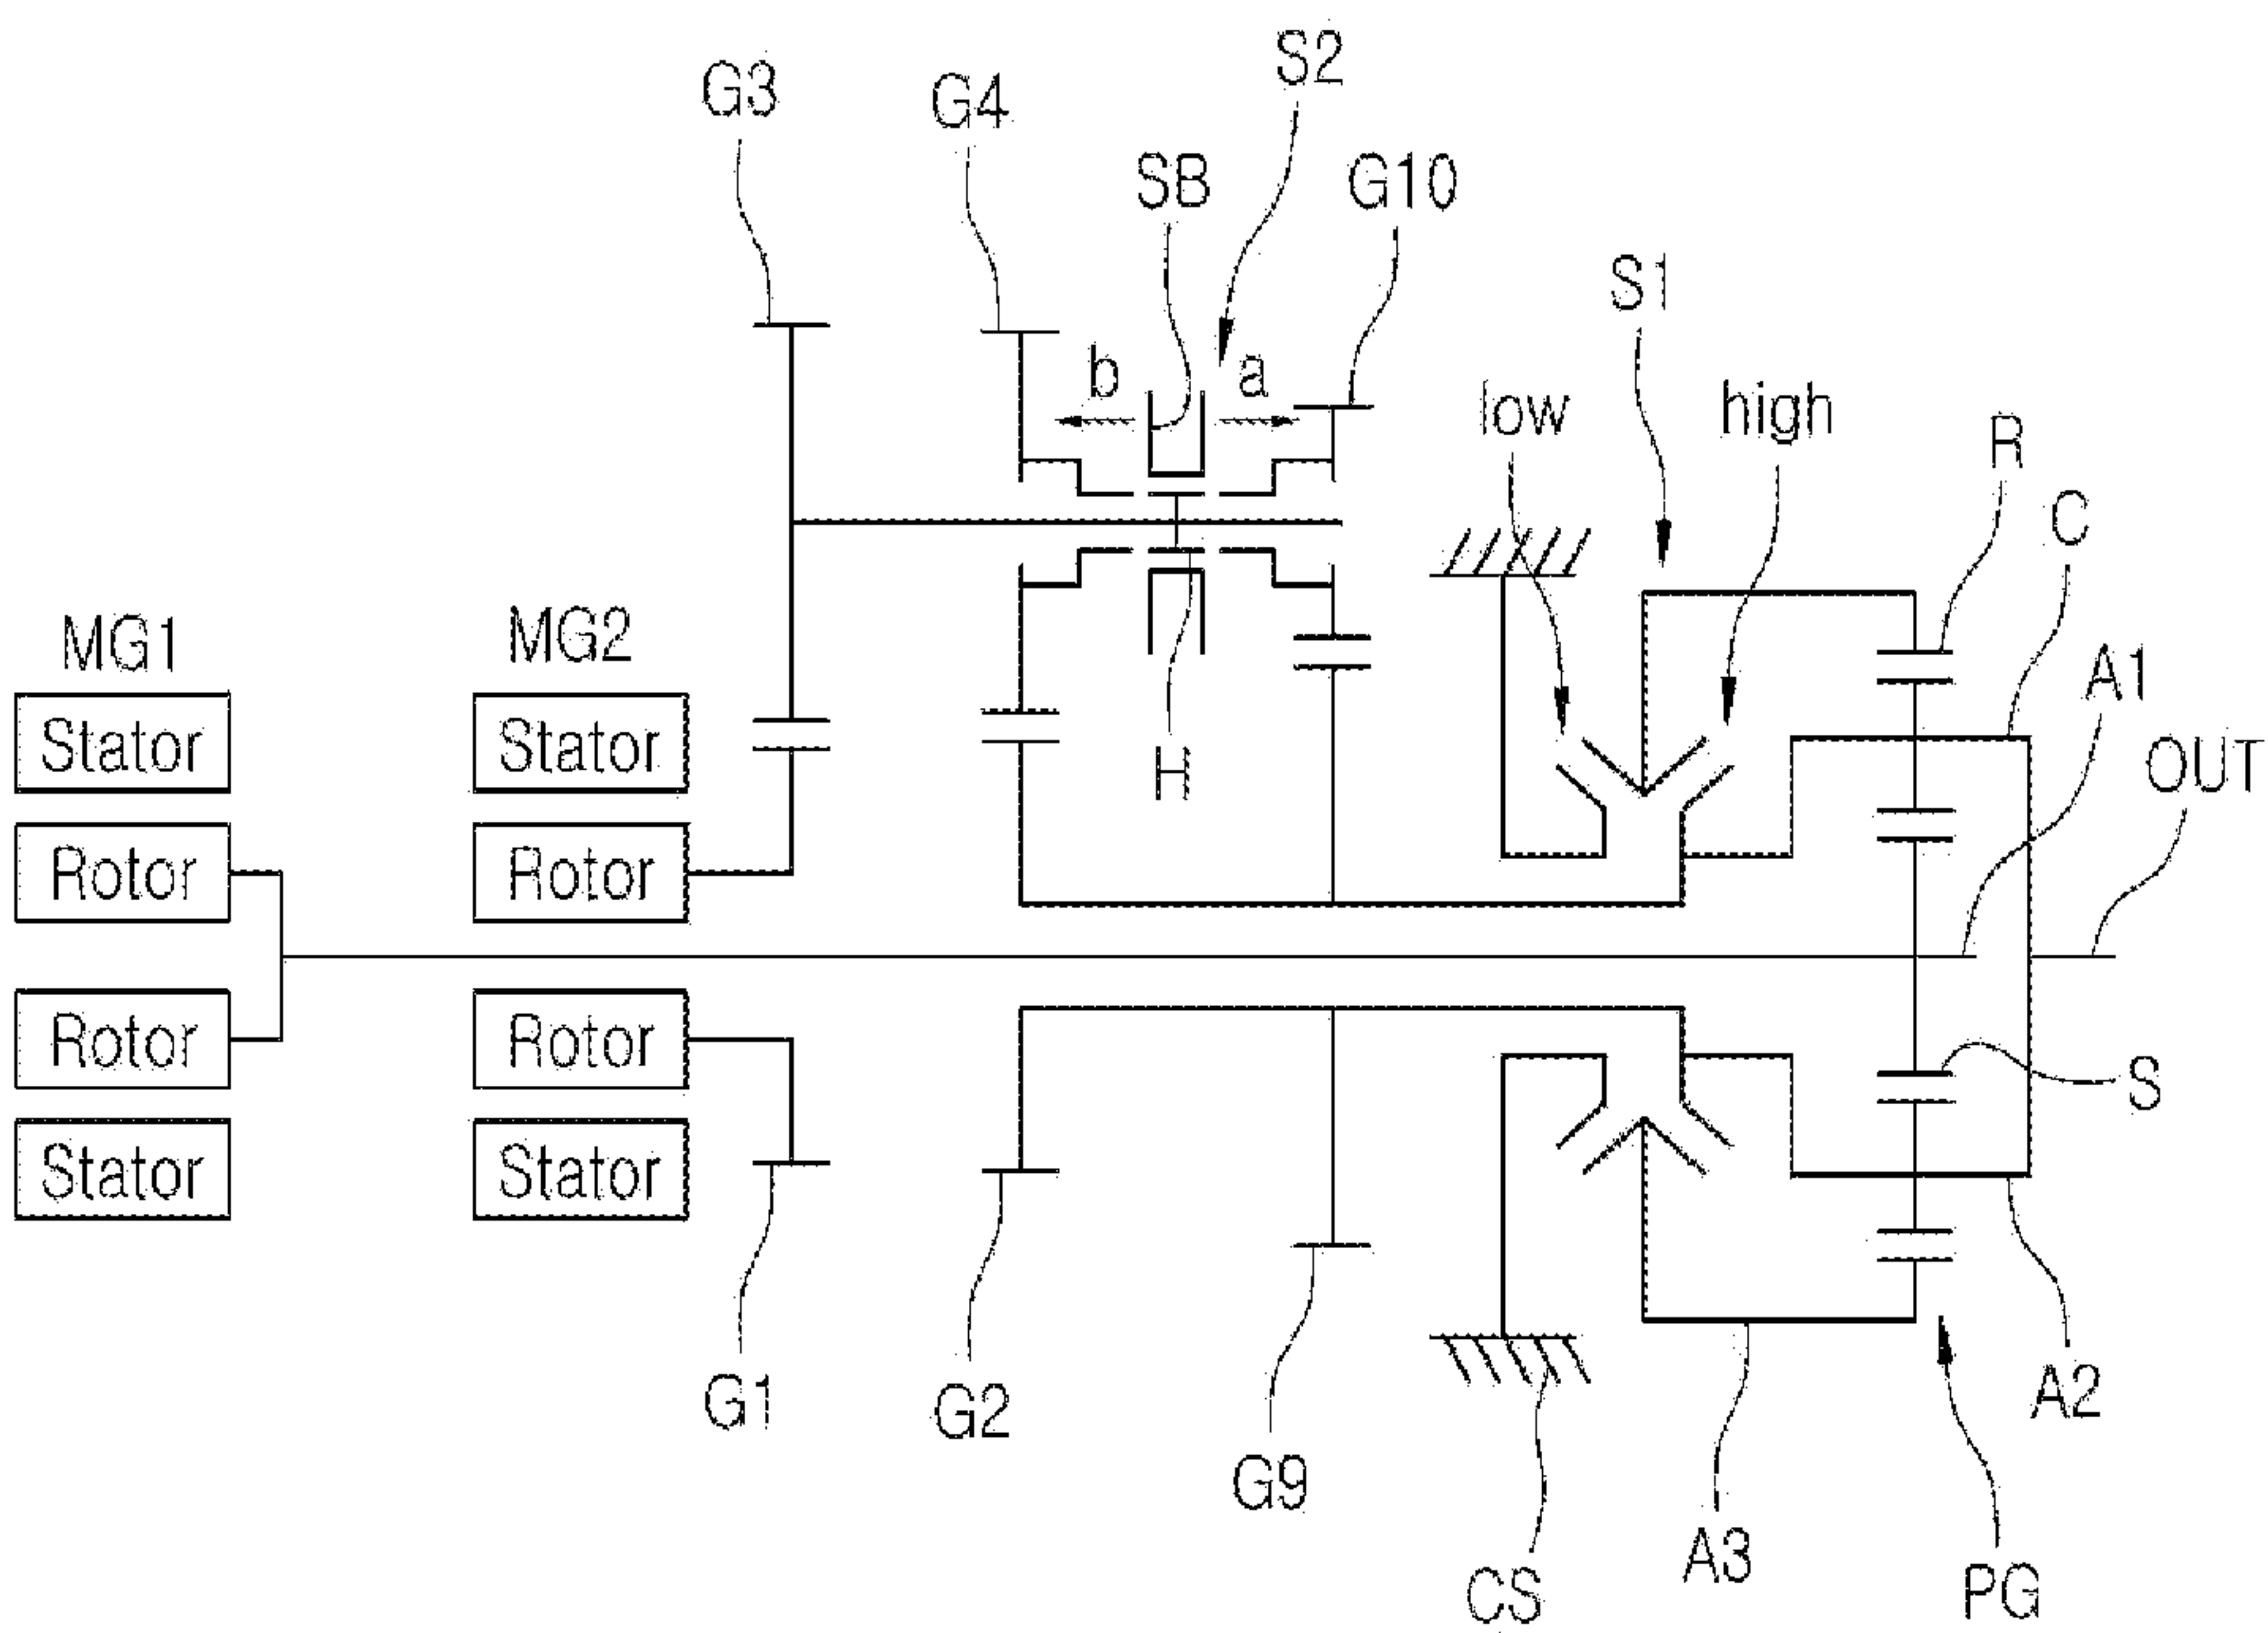 S2
G3
G4
SB
G10
S1
b
a
low
high
R
C
MG1
MG2
A1
Stator
Stator
H
OUT
Rotor
Rotor
Rotor
Rotor
S
Stator
Stator
G1
G2
A2
G9
A3
CS
PG